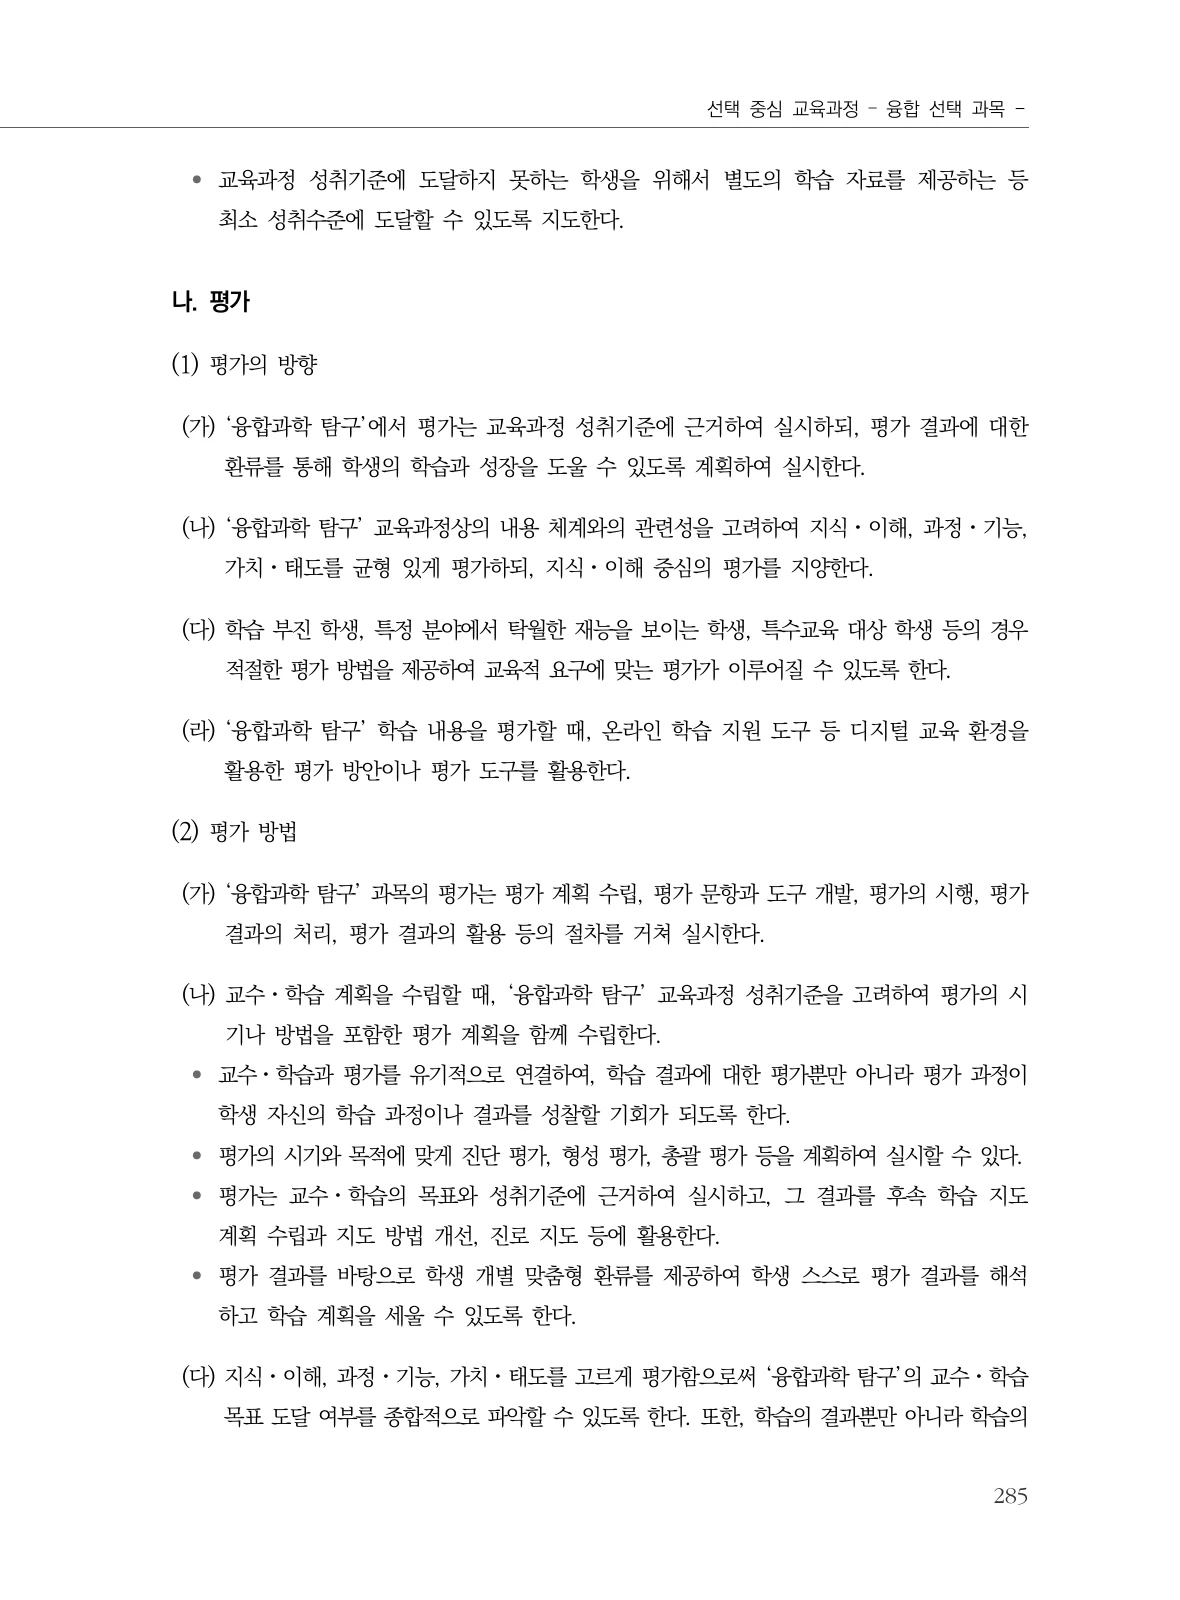 선택 중심 교육과정 - 융합 선택 과목 -
• 교육과정 성취기준에 도달하지 못하는 학생을 위해서 별도의 학습 자료를 제공하는 등
최소 성취수준에 도달할 수 있도록 지도한다.
나. 평가
(1) 평가의 방향
(가) ‘융합과학 탐구’에서 평가는 교육과정 성취기준에 근거하여 실시하되, 평가 결과에 대한
환류를 통해 학생의 학습과 성장을 도울 수 있도록 계획하여 실시한다.
(나) ‘융합과학 탐구’ 교육과정상의 내용 체계와의 관련성을 고려하여 지식･이해, 과정･기능,
가치･태도를 균형 있게 평가하되, 지식･이해 중심의 평가를 지양한다.
(다) 학습 부진 학생, 특정 분야에서 탁월한 재능을 보이는 학생, 특수교육 대상 학생 등의 경우
적절한 평가 방법을 제공하여 교육적 요구에 맞는 평가가 이루어질 수 있도록 한다.
(라) ‘융합과학 탐구’ 학습 내용을 평가할 때, 온라인 학습 지원 도구 등 디지털 교육 환경을
활용한 평가 방안이나 평가 도구를 활용한다.
(2) 평가 방법
(가) ‘융합과학 탐구’ 과목의 평가는 평가 계획 수립, 평가 문항과 도구 개발, 평가의 시행, 평가
결과의 처리, 평가 결과의 활용 등의 절차를 거쳐 실시한다.
(나) 교수･학습 계획을 수립할 때, ‘융합과학 탐구’ 교육과정 성취기준을 고려하여 평가의 시
기나 방법을 포함한 평가 계획을 함께 수립한다.
• 교수･학습과 평가를 유기적으로 연결하여, 학습 결과에 대한 평가뿐만 아니라 평가 과정이
학생 자신의 학습 과정이나 결과를 성찰할 기회가 되도록 한다.
• 평가의 시기와 목적에 맞게 진단 평가, 형성 평가, 총괄 평가 등을 계획하여 실시할 수 있다.
• 평가는 교수･학습의 목표와 성취기준에 근거하여 실시하고, 그 결과를 후속 학습 지도
계획 수립과 지도 방법 개선, 진로 지도 등에 활용한다.
• 평가 결과를 바탕으로 학생 개별 맞춤형 환류를 제공하여 학생 스스로 평가 결과를 해석
하고 학습 계획을 세울 수 있도록 한다.
(다) 지식･이해, 과정･기능, 가치･태도를 고르게 평가함으로써 ‘융합과학 탐구’의 교수･학습
목표 도달 여부를 종합적으로 파악할 수 있도록 한다. 또한, 학습의 결과뿐만 아니라 학습의
285